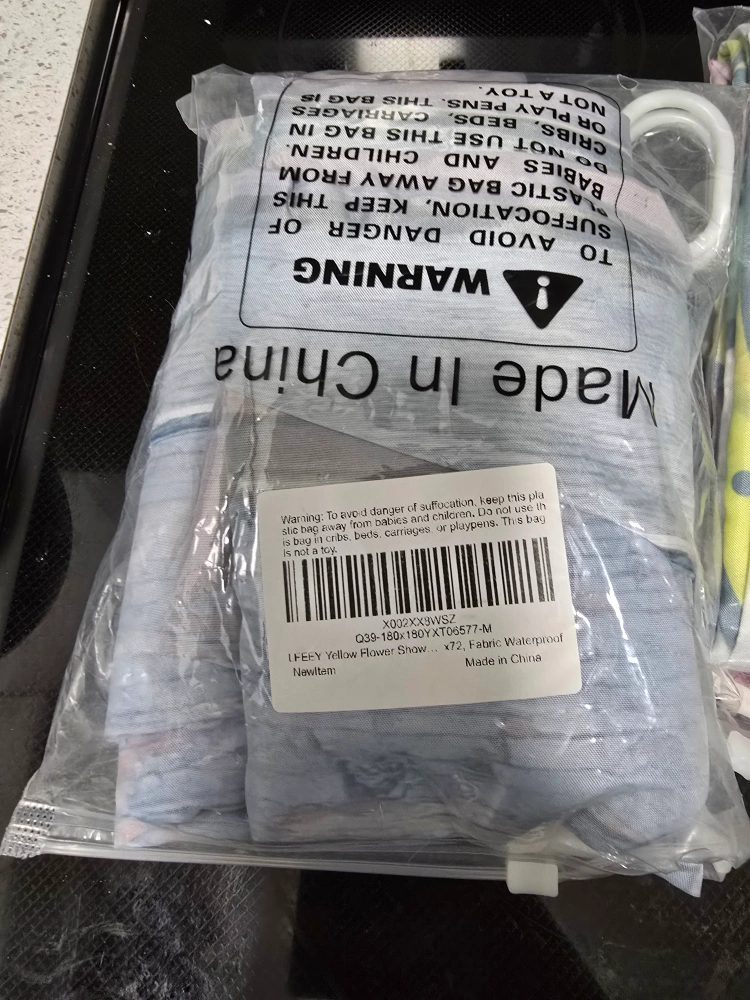 WARNING
TO AVOID DANGER OF
SUFFOCATION, KEEP THIS
PLASTIC BAG AWAY FROM
BABIES AND CHILDREN.
DO NOT USE THIS BAG IN
CRIBS, BEDS, CARRIAGES
OR PLAY PENS. THIS BAG IS
NOT A TOY.
Made In China
Warning: To avoid danger of suffocation, keep this pla
stic bag away from babies and children. Do not use th
is bag in cribs, beds, carriages, or playpens. This bag
is not a toy.
X002XX9WSZ
Q39-180x180YXT06577-M
LFEEY Yellow Flower Show... x72, Fabric Waterproof
NewItem Made in China